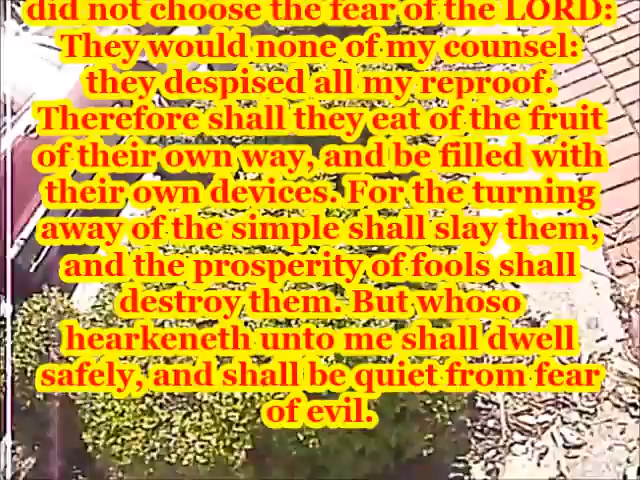 did not choose the fear of the LORD:
They would none of my counsel:
they despised all my reproof.
Therefore shall they eat of the fruit
of their own way, and be filled with
their own devices. For the turning
away of the simple shall slay them,
and the prosperity of fools shall
destroy them. But whoso
hearkeneth unto me shall dwell
safely, and shall be quiet from fear
of evil.